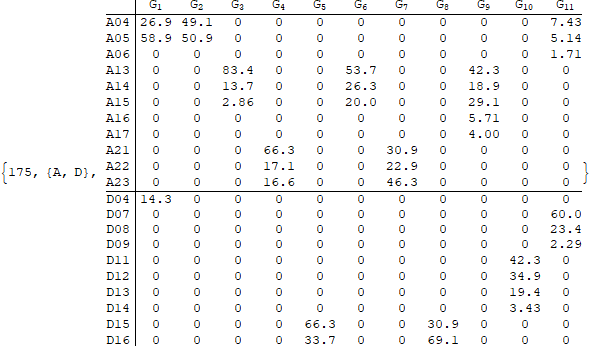 G₁ G₂ G₃ G₄ G₅ G₆ G₇ G₈ G₉ G₁₀ G₁₁
A04 26.9 49.1 0 0 0 0 0 0 0 0 7.43
A05 58.9 50.9 0 0 0 0 0 0 0 0 5.14
A06 0 0 0 0 0 0 0 0 0 0 1.71
A13 0 0 83.4 0 0 53.7 0 0 42.3 0 0
A14 0 0 13.7 0 0 26.3 0 0 18.9 0 0
A15 0 0 2.86 0 0 20.0 0 0 29.1 0 0
A16 0 0 0 0 0 0 0 0 5.71 0 0
A17 0 0 0 0 0 0 0 0 4.00 0 0
A21 0 0 0 66.3 0 0 30.9 0 0 0 0
{175, {A, D}, A22 0 0 0 17.1 0 0 22.9 0 0 0 0 }
A23 0 0 0 16.6 0 0 46.3 0 0 0 0
D04 14.3 0 0 0 0 0 0 0 0 0 0
D07 0 0 0 0 0 0 0 0 0 0 60.0
D08 0 0 0 0 0 0 0 0 0 0 23.4
D09 0 0 0 0 0 0 0 0 0 0 2.29
D11 0 0 0 0 0 0 0 0 0 42.3 0
D12 0 0 0 0 0 0 0 0 0 34.9 0
D13 0 0 0 0 0 0 0 0 0 19.4 0
D14 0 0 0 0 0 0 0 0 0 3.43 0
D15 0 0 0 0 66.3 0 0 30.9 0 0 0
D16 0 0 0 0 33.7 0 0 69.1 0 0 0